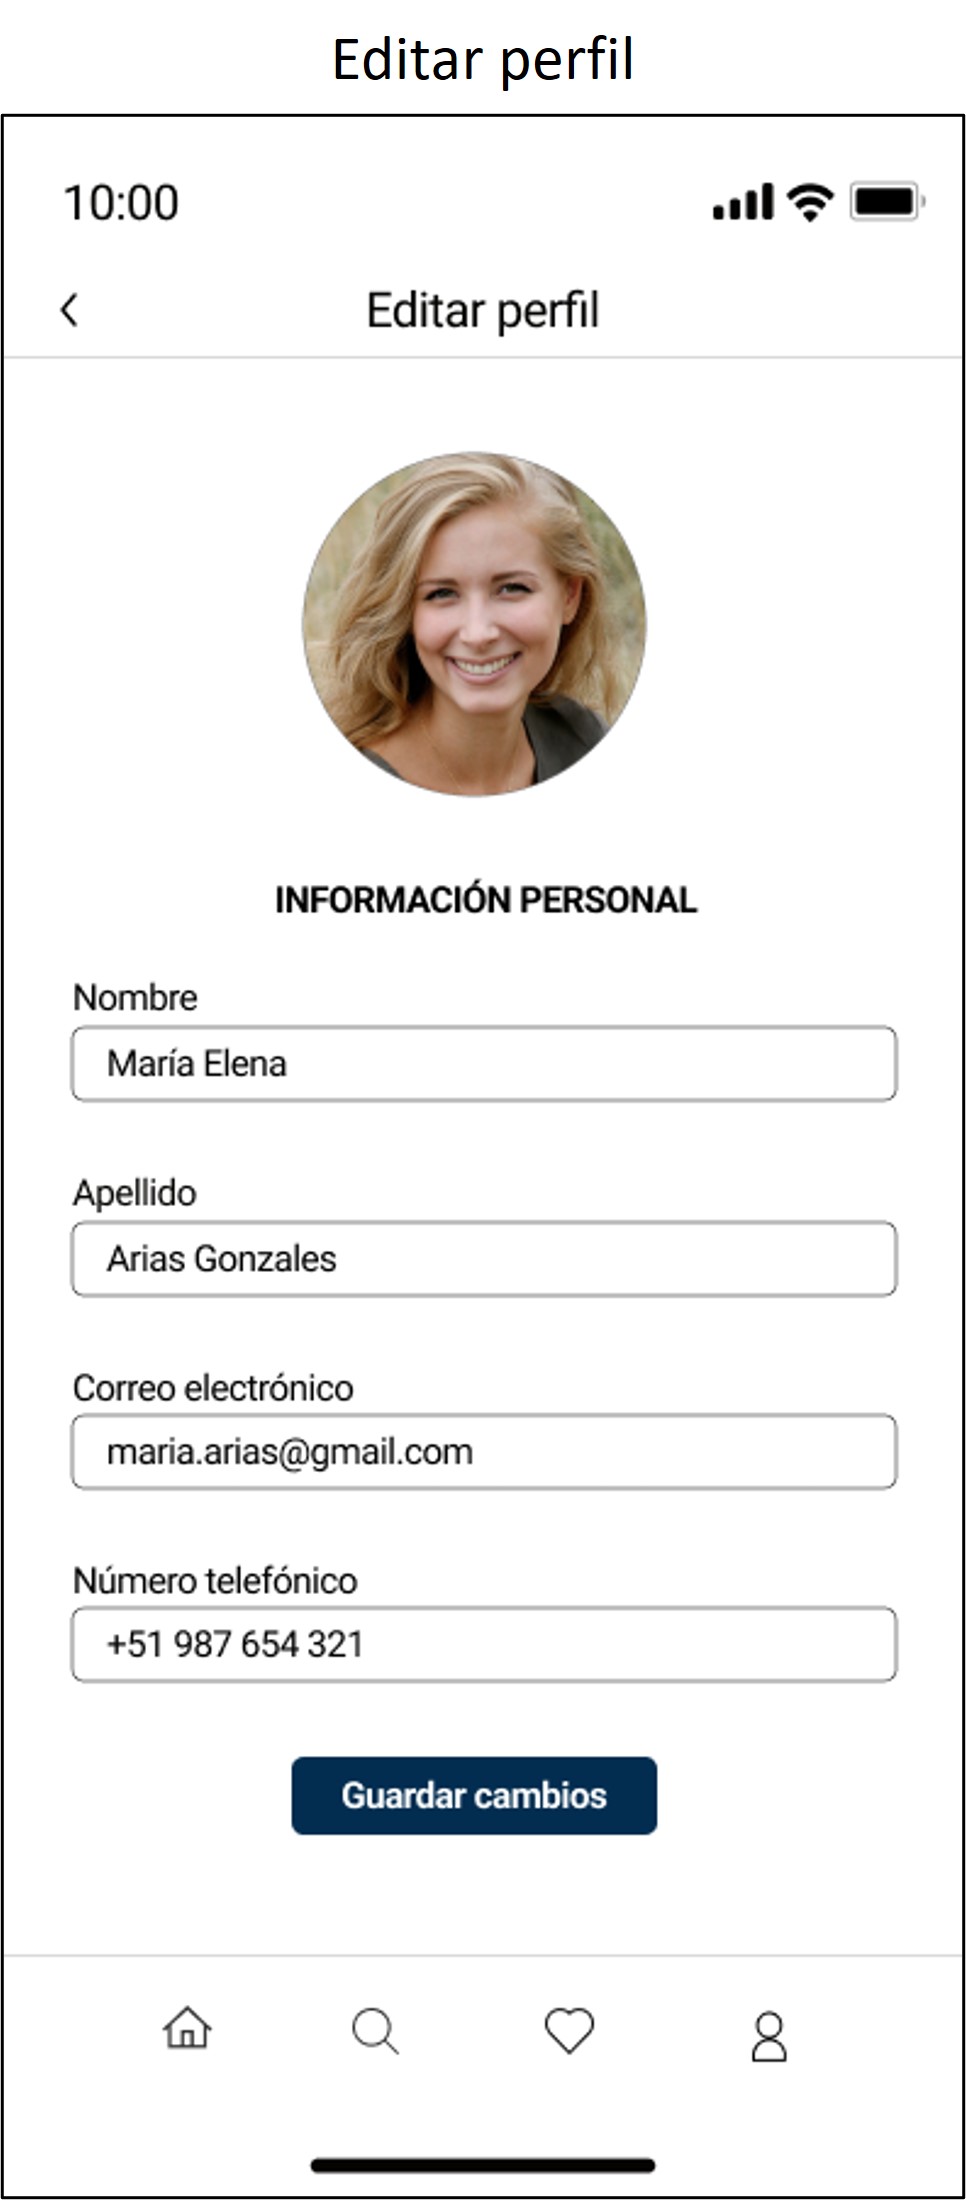 Editar perfil
10:00
Editar perfil
INFORMACIÓN PERSONAL
Nombre
María Elena
Apellido
Arias Gonzales
Correo electrónico
maria.arias@gmail.com
Número telefónico
+51 987 654 321
Guardar cambios